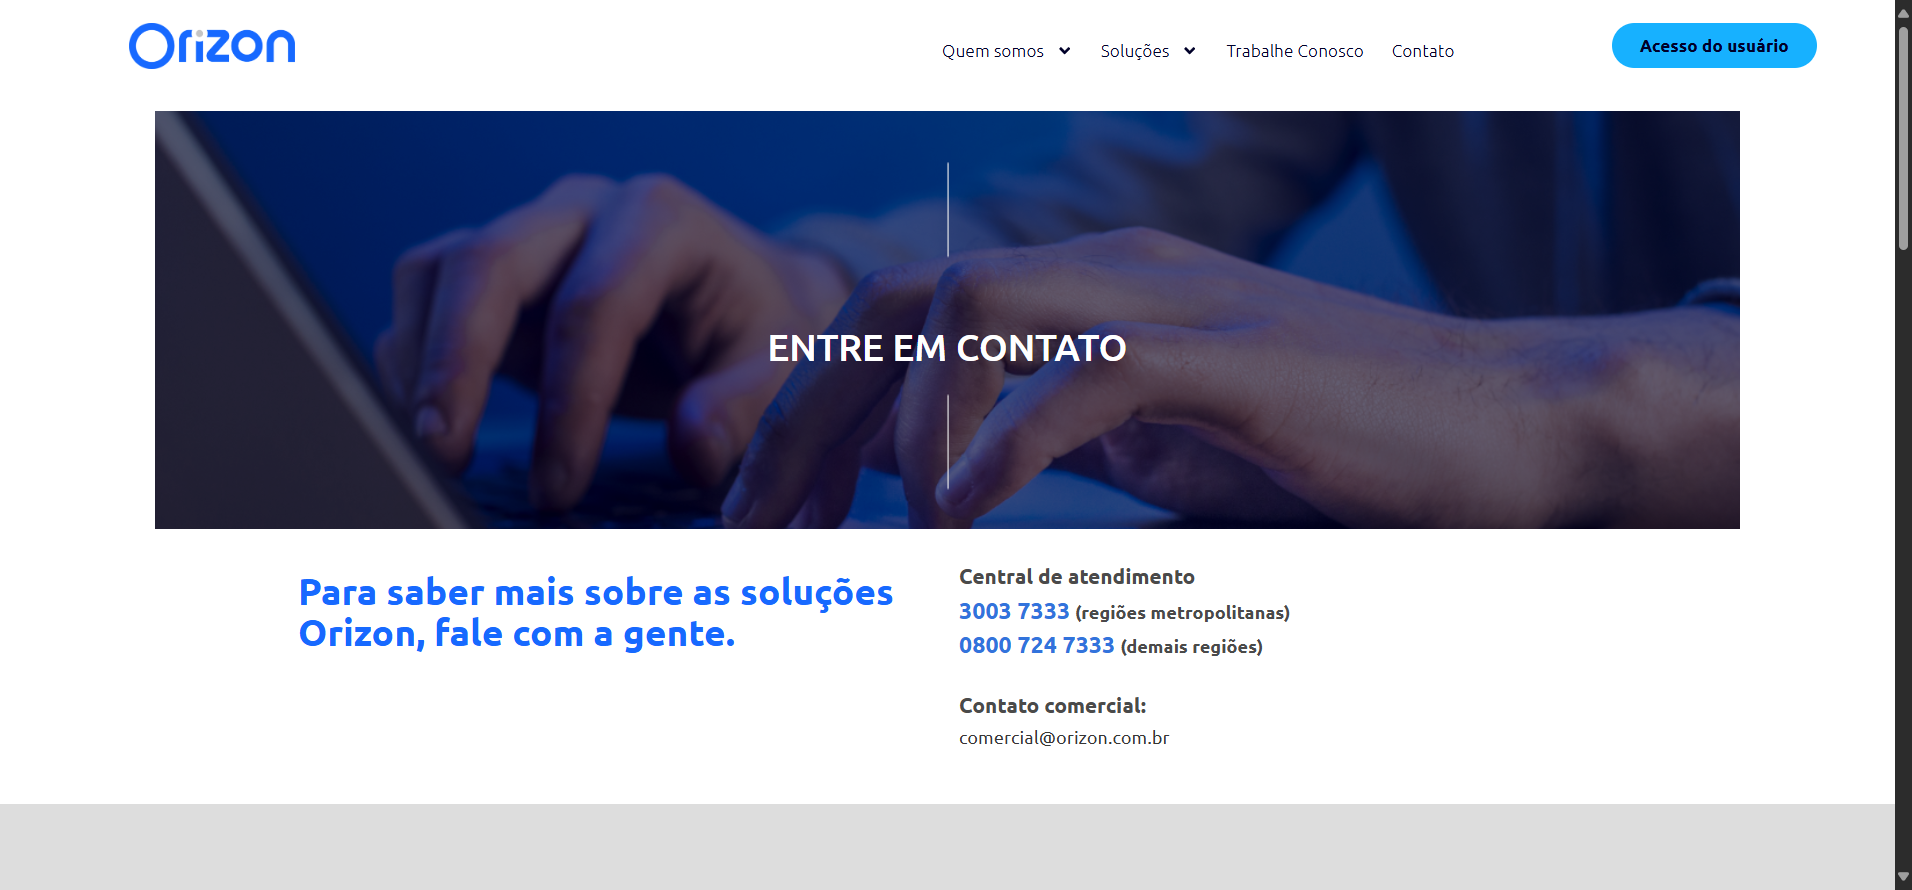 Orizon
Quem somos
Soluções
Trabalhe Conosco
Contato
Acesso do usuário
ENTRE EM CONTATO
Para saber mais sobre as soluções
Orizon, fale com a gente.
Central de atendimento
3003 7333 (regiões metropolitanas)
0800 724 7333 (demais regiões)
Contato comercial:
comercial@orizon.com.br